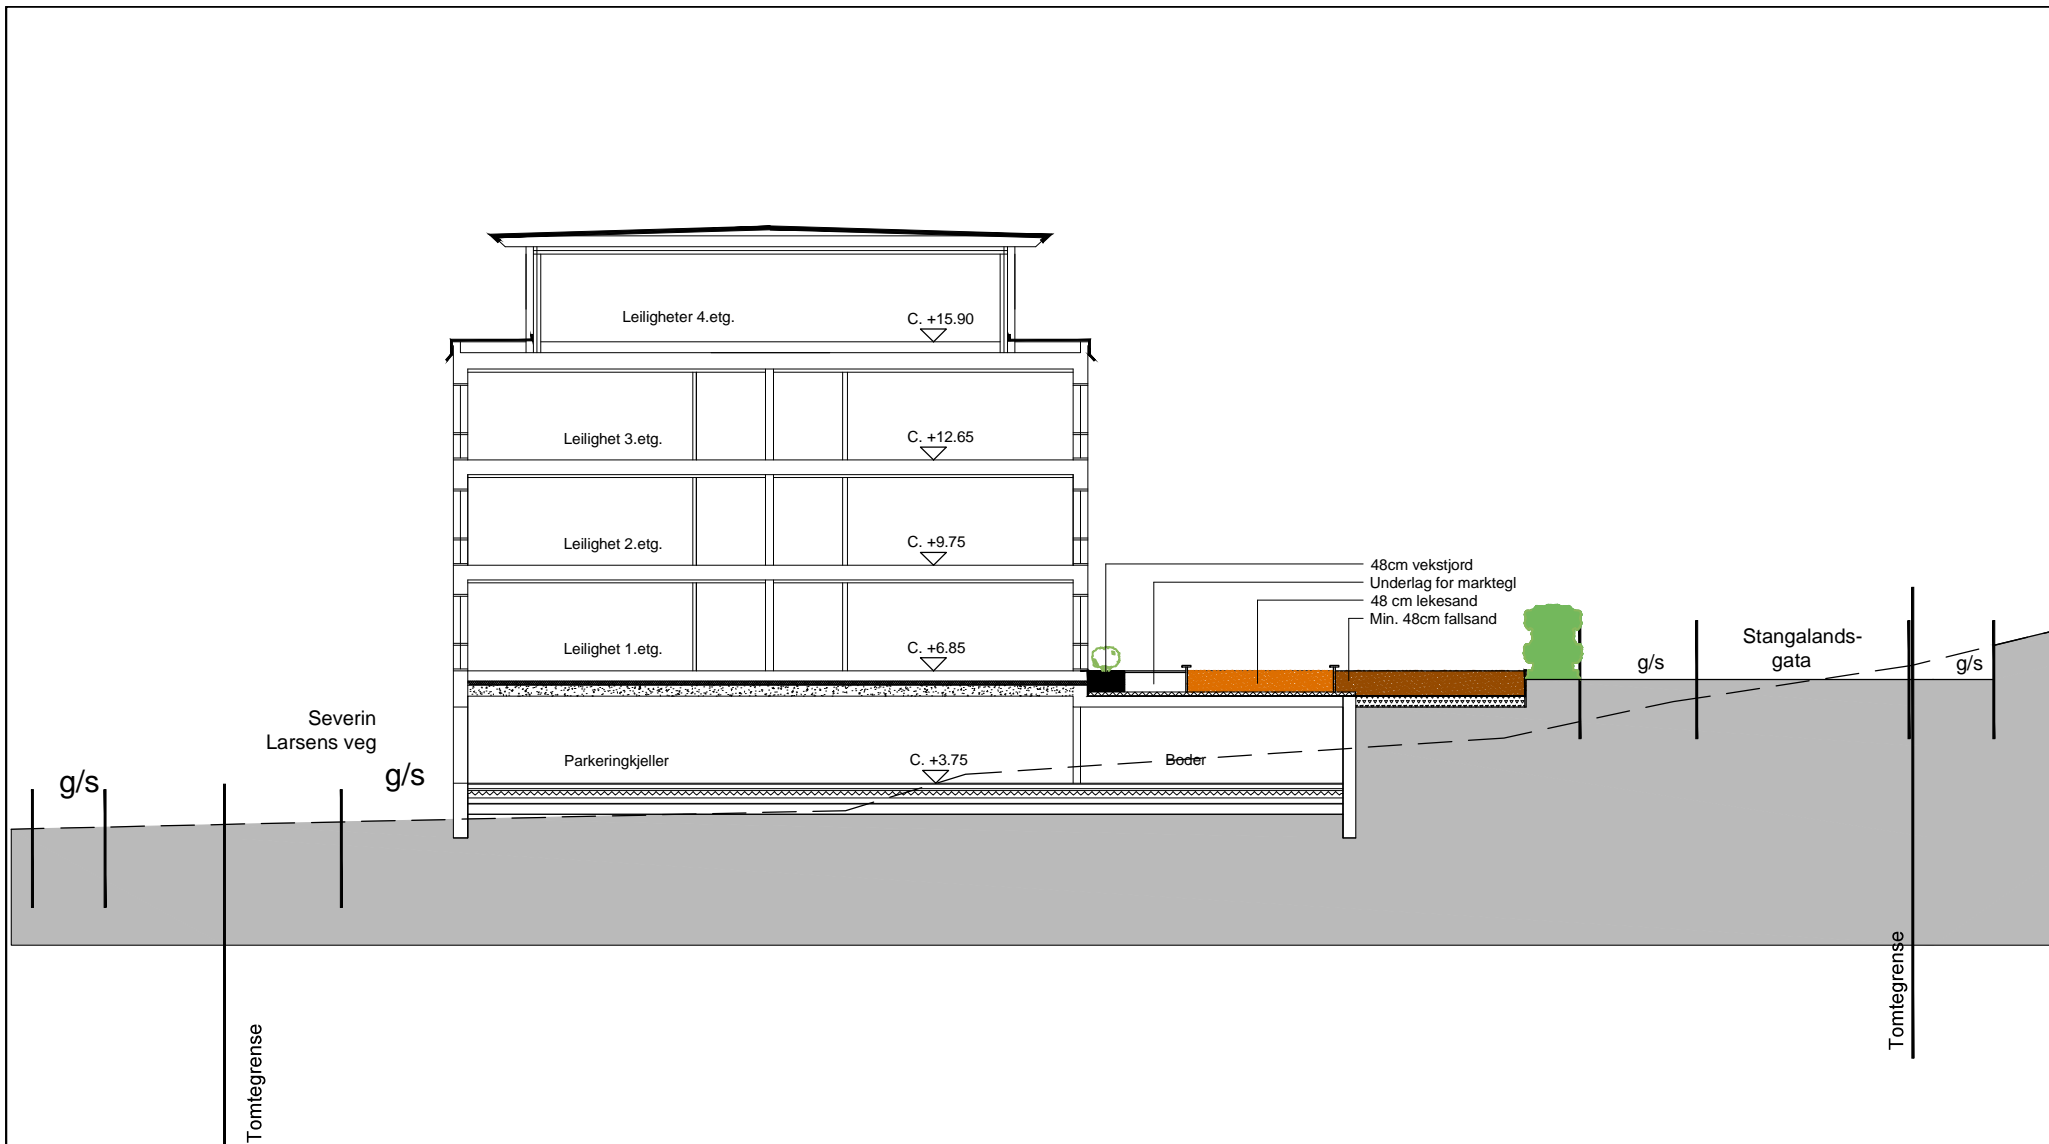 Leiligheter 4.etg.
C. +15.90
Leilighet 3.etg.
C. +12.65
Leilighet 2.etg.
C. +9.75
Leilighet 1.etg.
C. +6.85
48cm vekstjord
Underlag for marktegl
48 cm lekesand
Min. 48cm fallsand
g/s
Stangalands-
gata
g/s
Severin
Larsens veg
g/s
g/s
Parkeringkjeller
C. +3.75
Boder
Tomtegrense
Tomtegrense